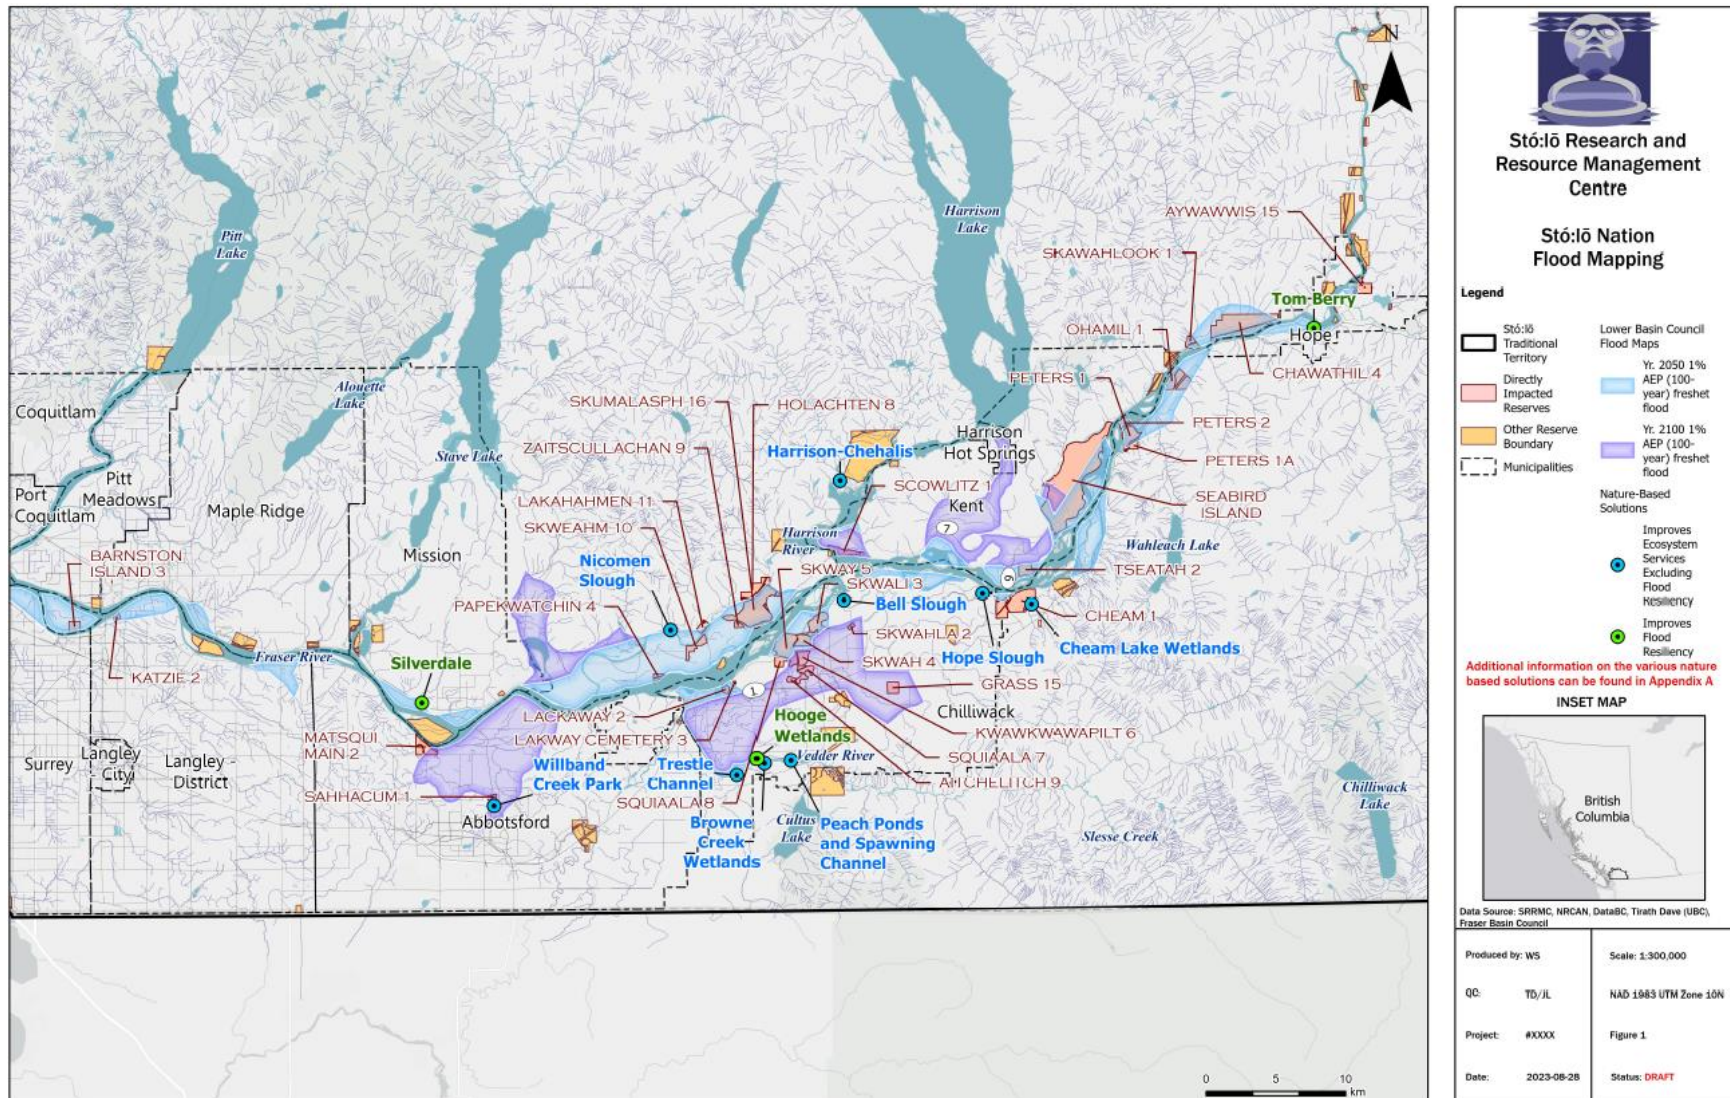 Pitt
Lake
Harrison
Lake
N
AYWAWWIS 15
SKAWAHLOOK 1
Tom-Berry
Hope
OHAMIL 1
CHAWATHIL 4
PETERS 1
PETERS 2
PETERS 1A
SEABIRD
ISLAND
Coquitlam
Alouette
Lake
Port
Coquitlam
Pitt
Meadows
Maple Ridge
Stave Lake
Mission
SKUMALASPH 16
HOLACHTEN 8
ZAITSCULLACHAN 9
Harrison-Chehalis
Harrison
Hot Springs
SCOWLITZ 1
Kent
7
LAKAHAHMEN 11
SKWEAHM 10
Harrison
River
Wahleach Lake
BARNSTON
ISLAND 3
Nicomen
Slough
SKWAY 5
SKWALI 3
TSEATAH 2
9
PAPEKWATCHIN 4
Bell Slough
CHEAM 1
SKWAHLA 2
Hope Slough
Cheam Lake Wetlands
Fraser River
Silverdale
SKWAH 4
KATZIE 2
GRASS 15
1
LACKAWAY 2
Hooge
Wetlands
Chilliwack
KWAWKWAWAPILT 6
MATSQUI
MAIN 2
LAKWAY CEMETERY 3
SQUIAALA 7
Surrey
Langley
City
Langley -
District
Willband
Creek Park
Trestle
Channel
Vedder River
AITCHELITCH 9
SAHHACUM 1
SQUIAALA 8
Chilliwack
Lake
Abbotsford
Browne
Creek
Wetlands
Cultus
Lake
Peach Ponds
and Spawning
Channel
Slesse Creek
0 5 10
km
Stó:lō Research and
Resource Management
Centre
Stó:lō Nation
Flood Mapping
Legend
Stó:lō
Traditional
Territory
Directly
Impacted
Reserves
Other Reserve
Boundary
Municipalities
Lower Basin Council
Flood Maps
Yr. 2050 1%
AEP (100-
year) freshet
flood
Yr. 2100 1%
AEP (100-
year) freshet
flood
Nature-Based
Solutions
Improves
Ecosystem
Services
Excluding
Flood
Resiliency
Improves
Flood
Resiliency
Additional information on the various nature
based solutions can be found in Appendix A
INSET MAP
British
Columbia
Data Source: SRRMC, NRCAN, DataBC, Tirath Dave (UBC),
Fraser Basin Council
Produced by: WS
Scale: 1:300,000
QC: TD/JL
NAD 1983 UTM Zone 10N
Project: #XXXX
Figure 1
Date: 2023-08-28
Status: DRAFT